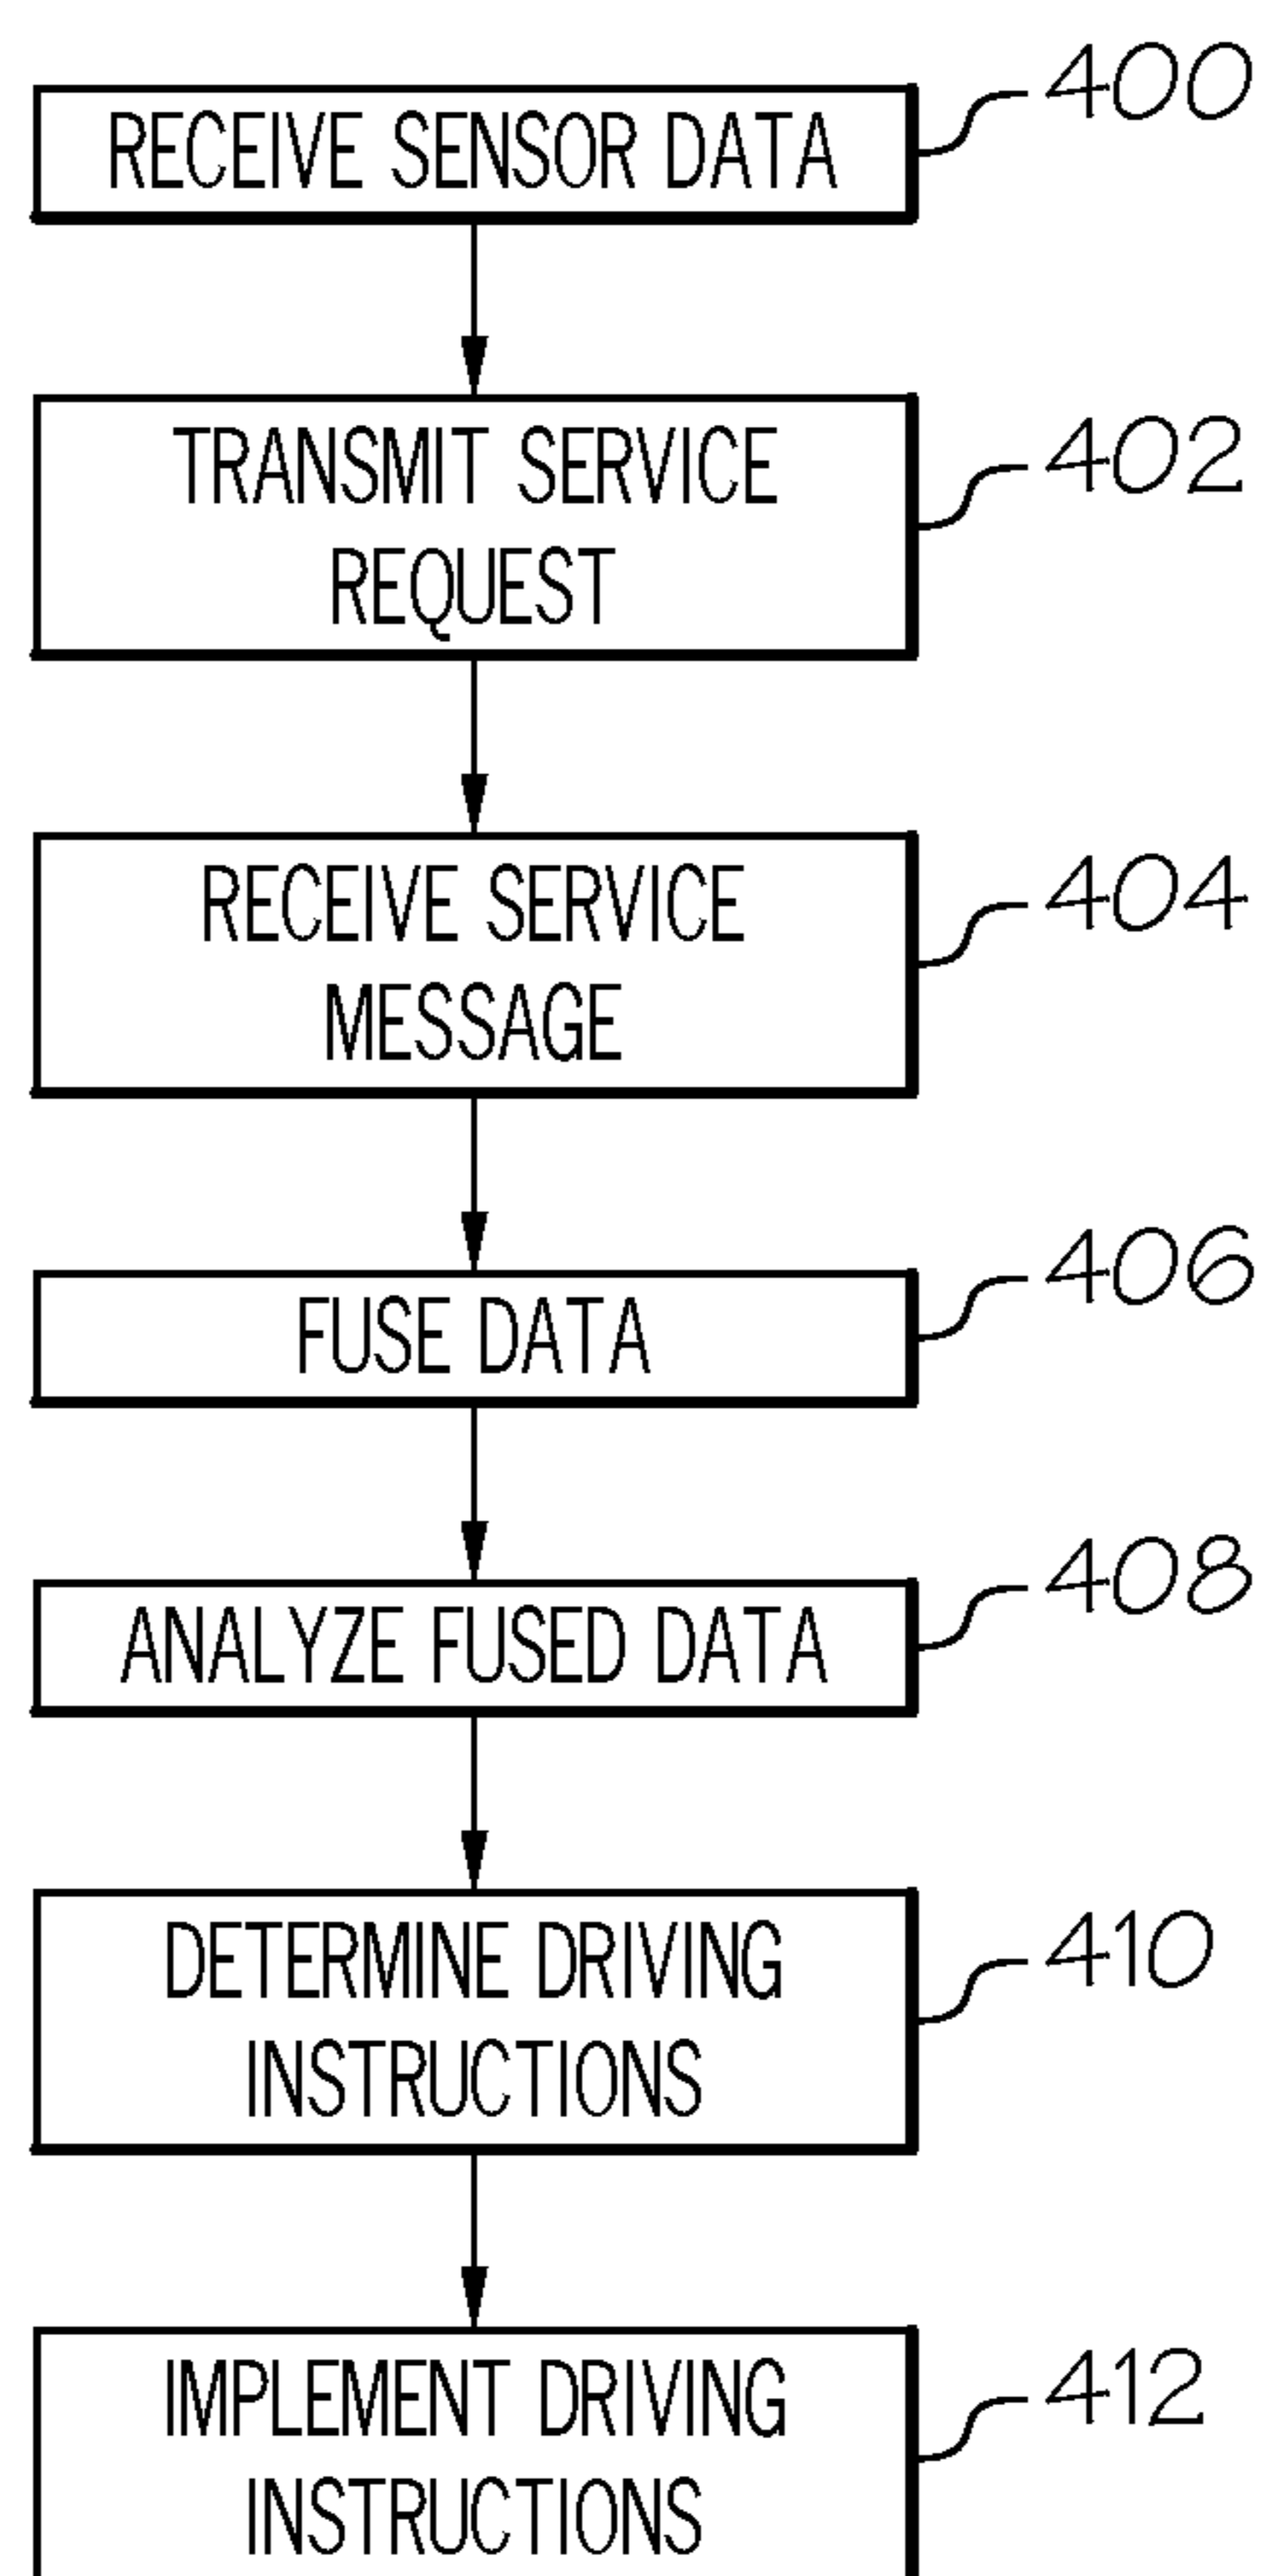 RECEIVE SENSOR DATA
400
TRANSMIT SERVICE
REQUEST
402
RECEIVE SERVICE
MESSAGE
404
FUSE DATA
406
ANALYZE FUSED DATA
408
DETERMINE DRIVING
INSTRUCTIONS
410
IMPLEMENT DRIVING
INSTRUCTIONS
412